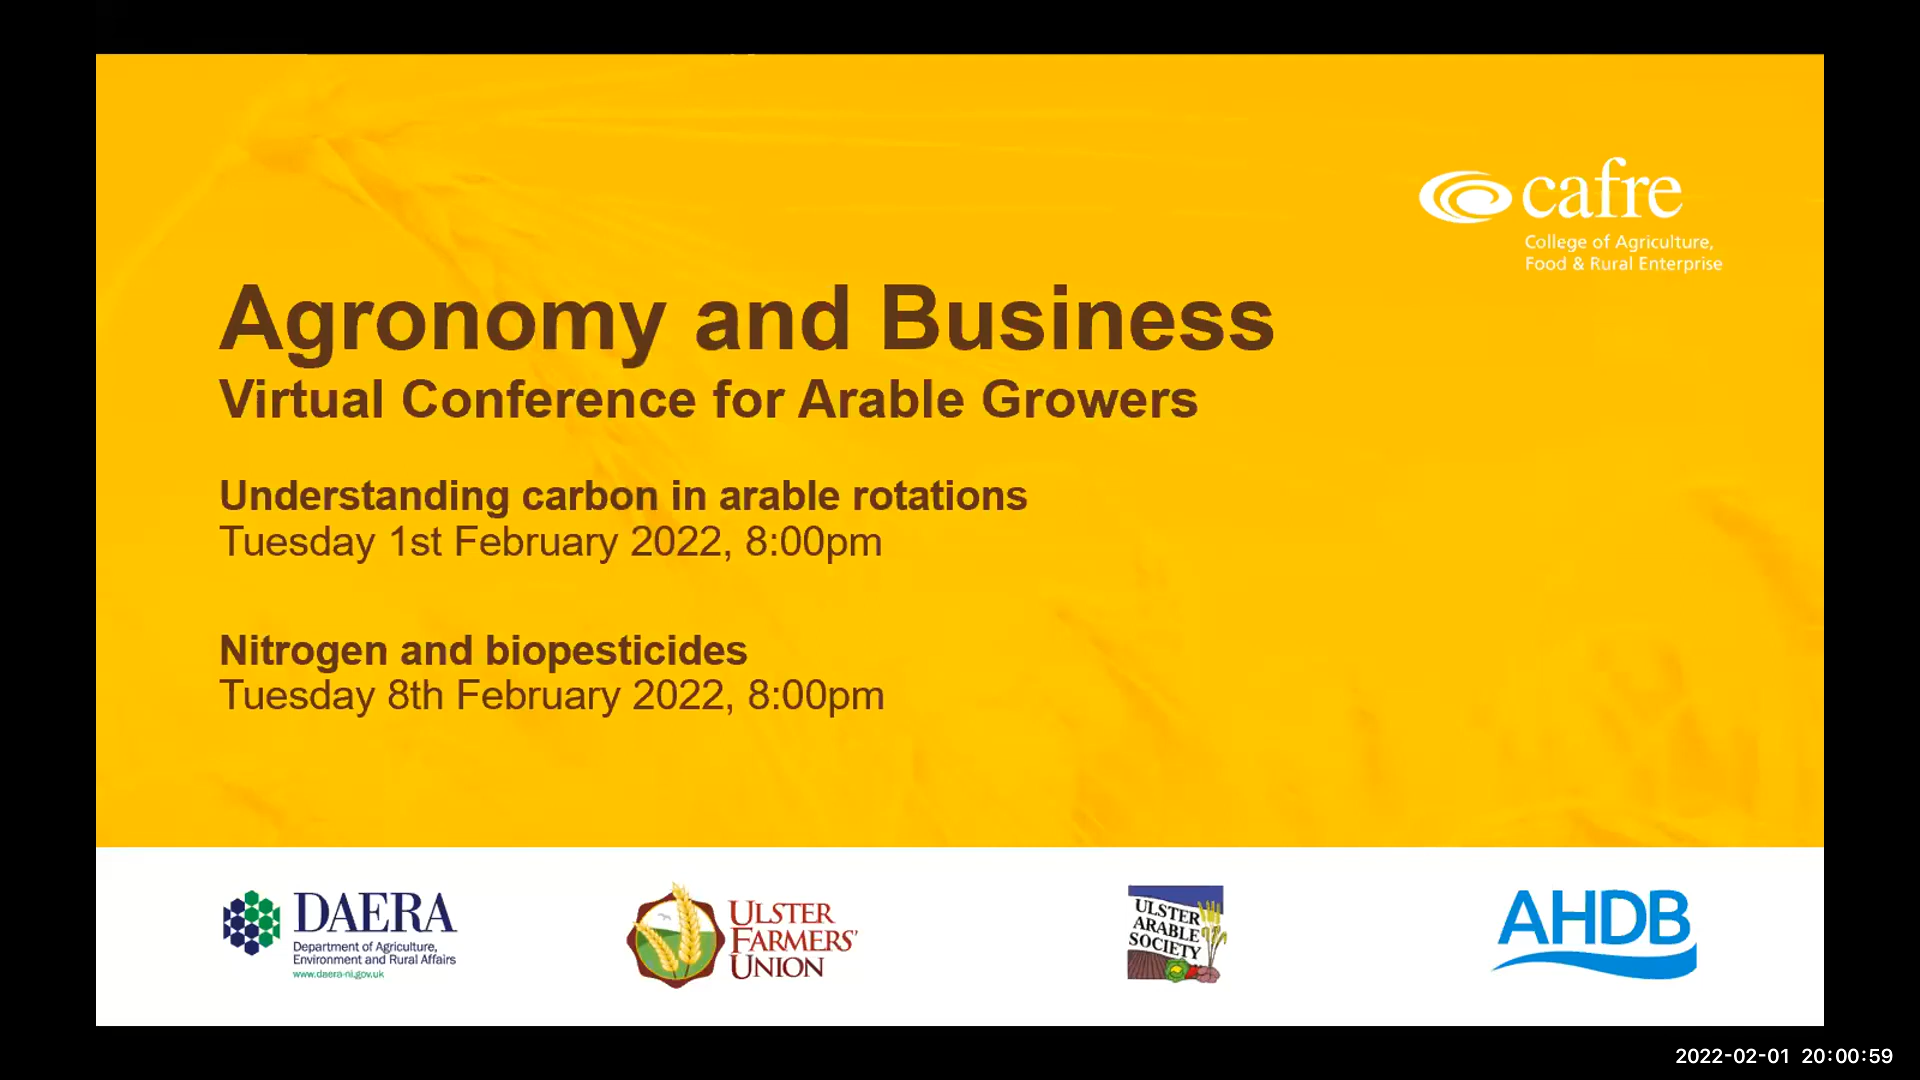 cafre
College of Agriculture,
Food & Rural Enterprise
Agronomy and Business
Virtual Conference for Arable Growers
Understanding carbon in arable rotations
Tuesday 1st February 2022, 8:00pm
Nitrogen and biopesticides
Tuesday 8th February 2022, 8:00pm
DAERA
Department of Agriculture,
Environment and Rural Affairs
www.daera-ni.gov.uk
ULSTER
FARMERS'
UNION
ULSTER
ARABLE
SOCIETY
AHDB
2022-02-01 20:00:59